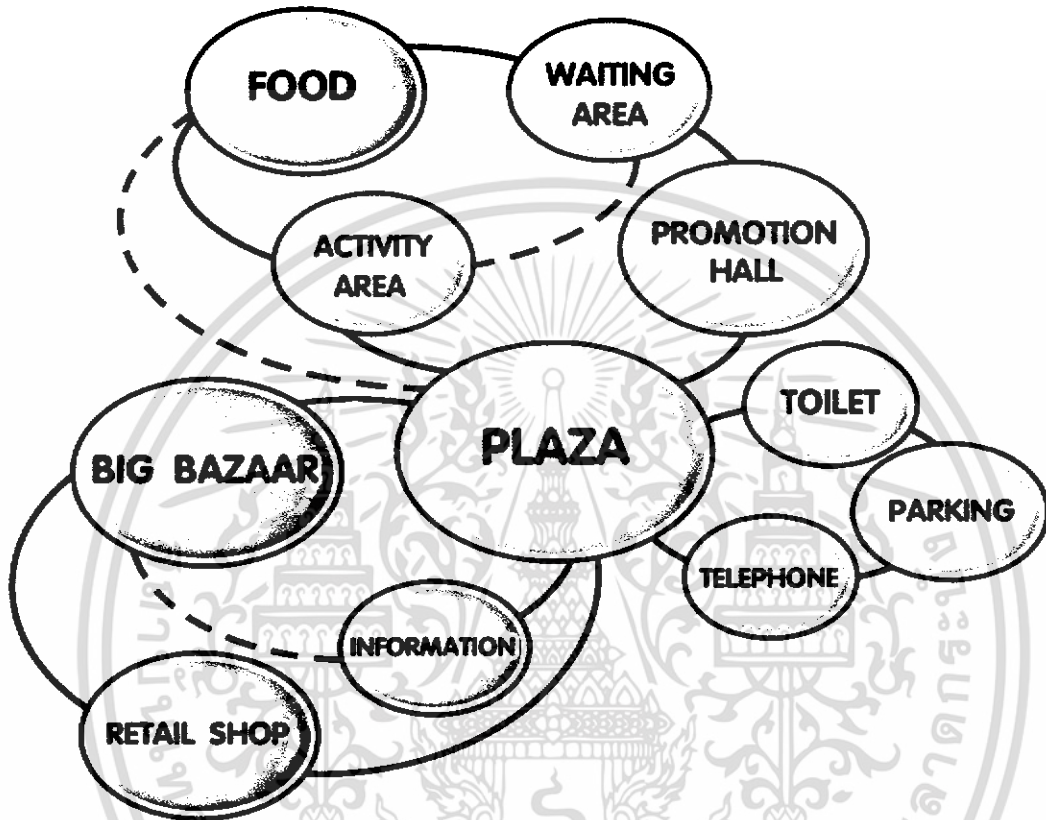 FOOD
WAITING
AREA
ACTIVITY
AREA
PROMOTION
HALL
PLAZA
TOILET
BIG BAZAAR
PARKING
TELEPHONE
INFORMATION
RETAIL SHOP